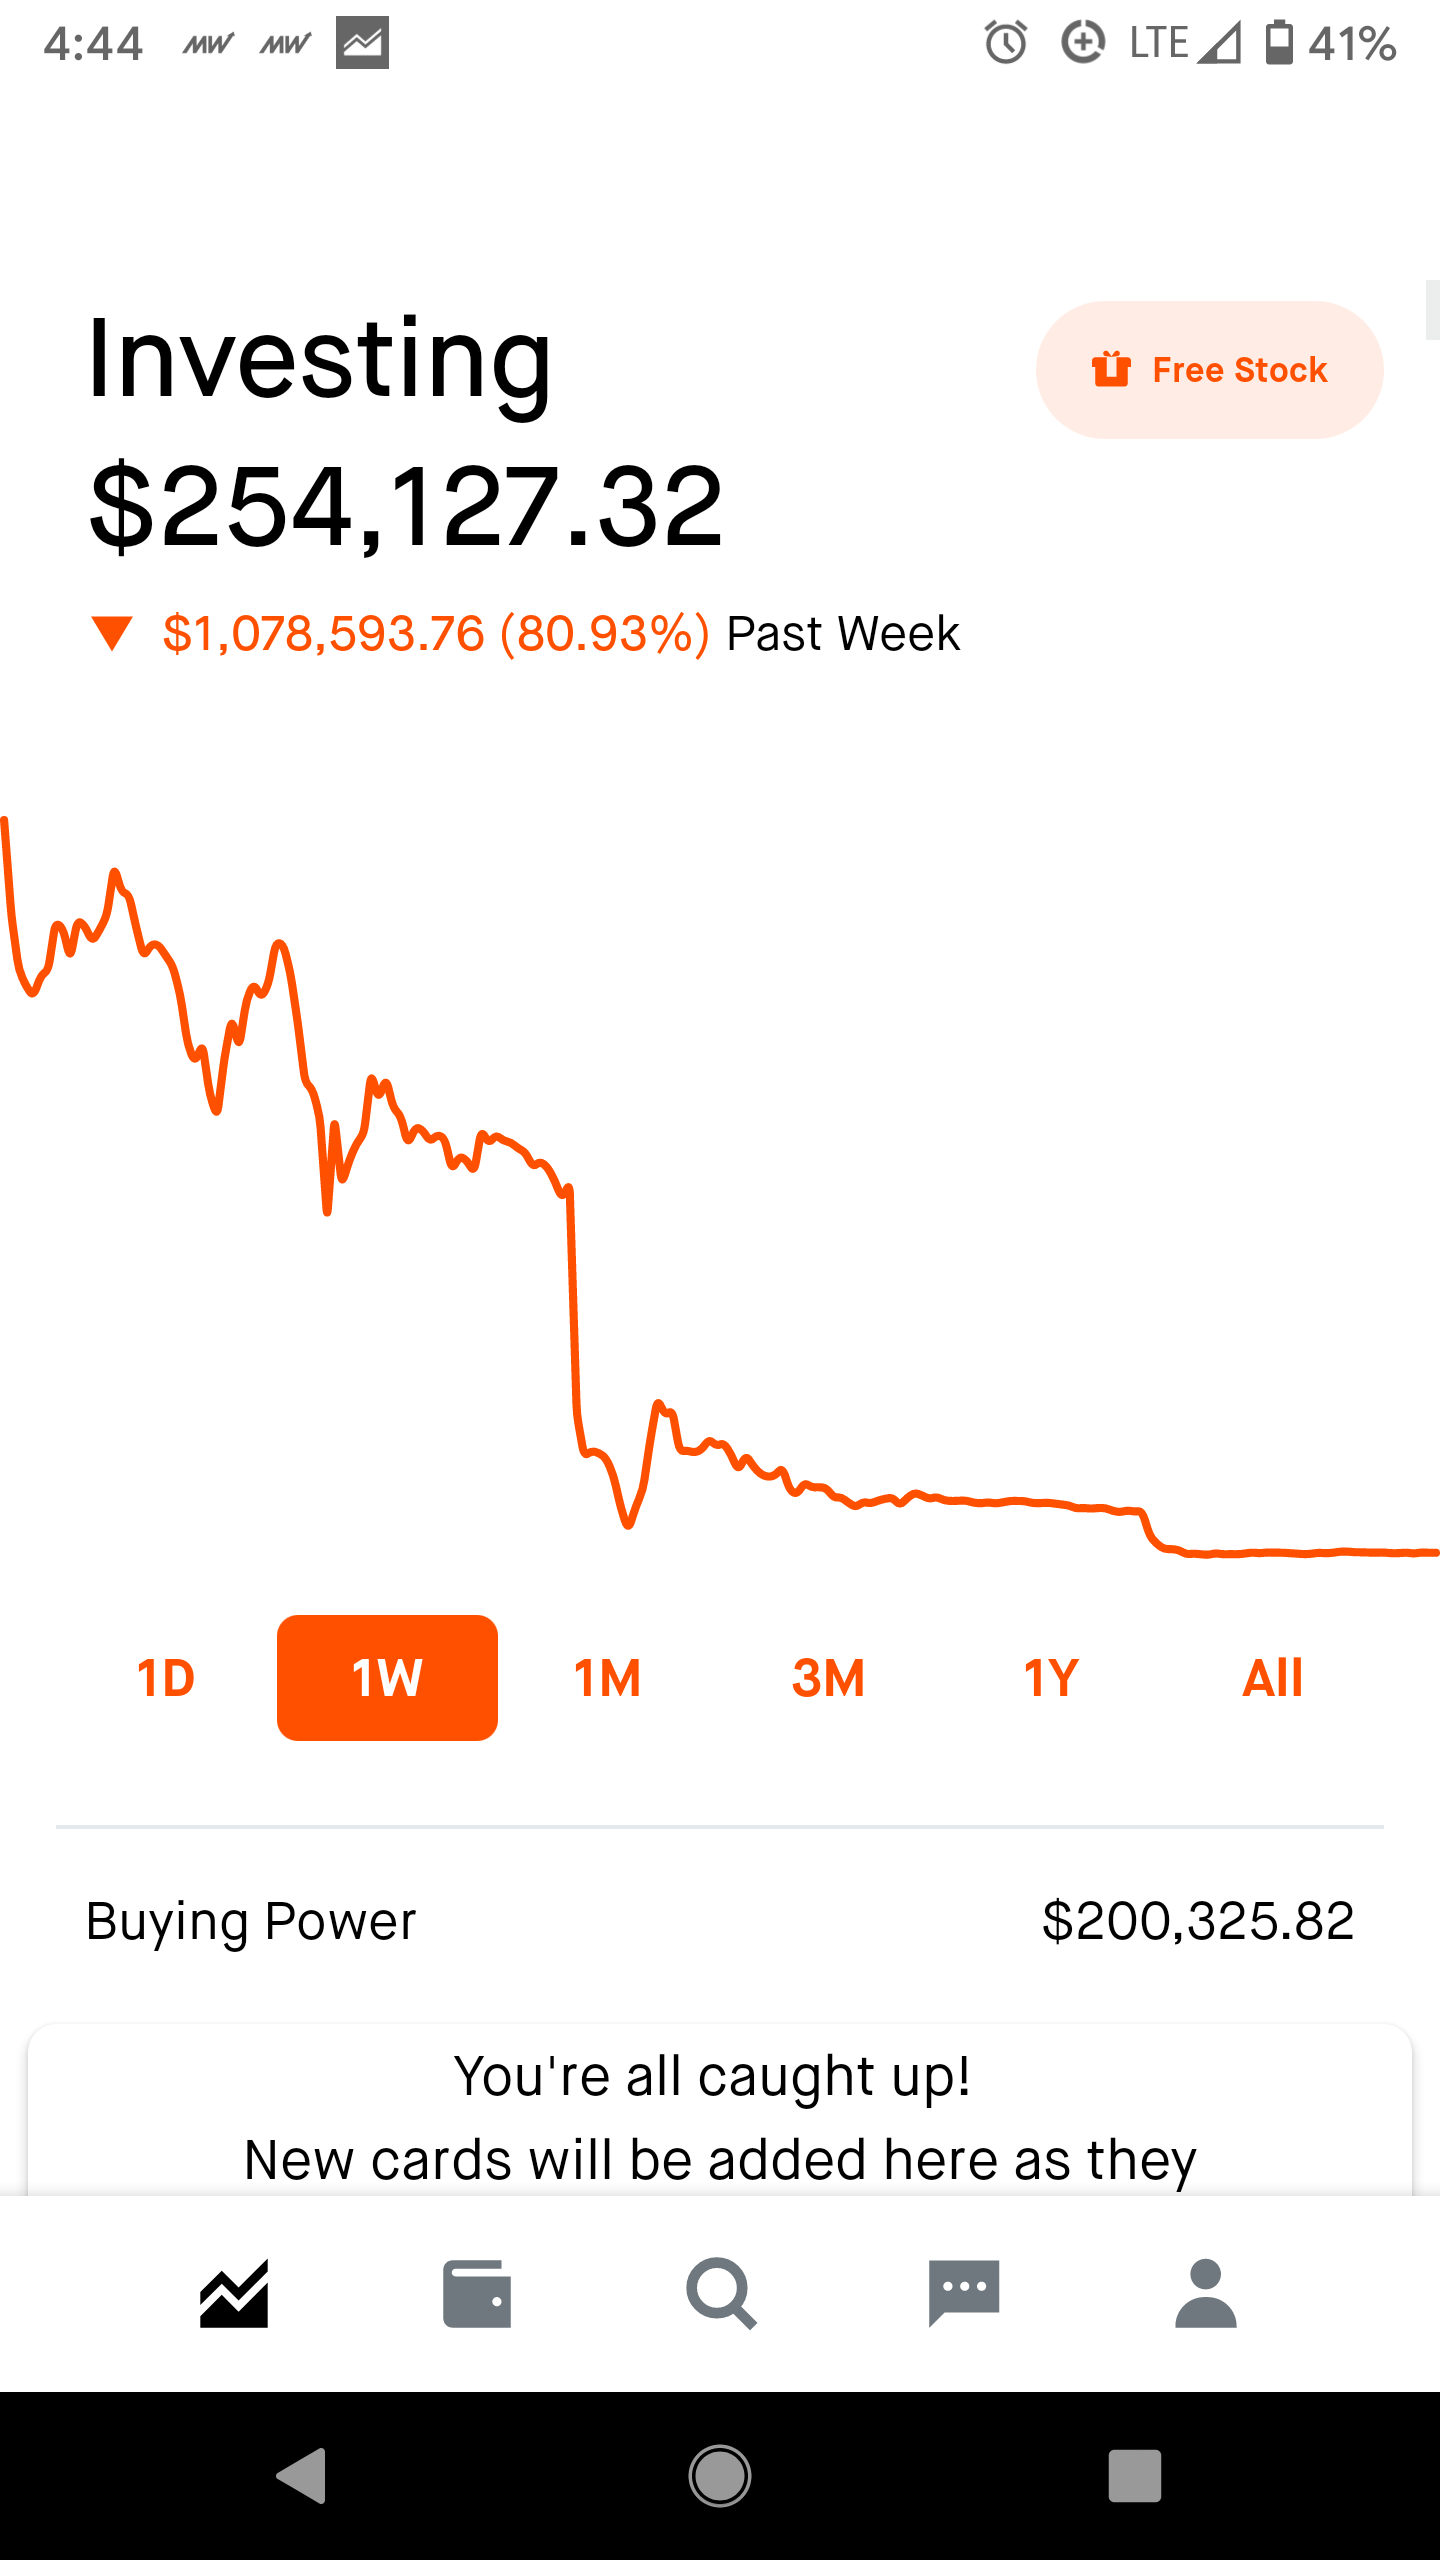 4:44 MW MW LTE 41%
Investing
Free Stock
$254,127.32
▼ $1,078,593.76 (80.93%) Past Week
1D 1W 1M 3M 1Y All
Buying Power $200,325.82
You're all caught up!
New cards will be added here as they